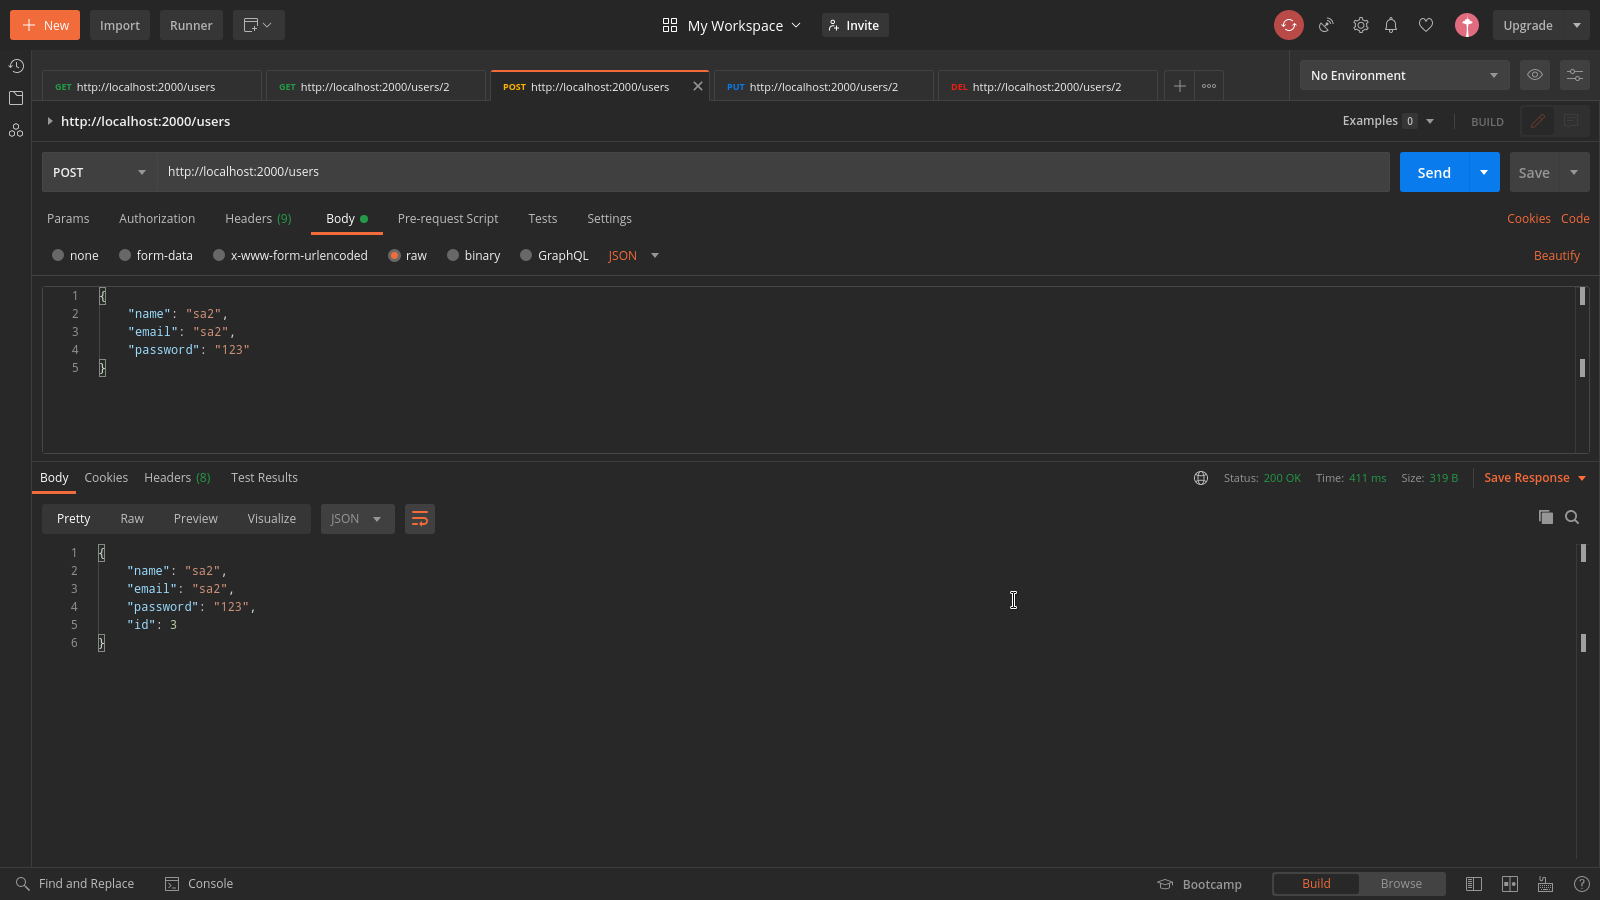 New Import Runner My Workspace Invite Upgrade
GET http://localhost:2000/users GET http://localhost:2000/users/2 POST http://localhost:2000/users PUT http://localhost:2000/users/2 DEL http://localhost:2000/users/2 No Environment
http://localhost:2000/users Examples 0 BUILD
POST http://localhost:2000/users Send Save
Params Authorization Headers (9) Body Pre-request Script Tests Settings Cookies Code
none form-data x-www-form-urlencoded raw binary GraphQL JSON Beautify
1 {
2 "name": "sa2",
3 "email": "sa2",
4 "password": "123"
5 }
Body Cookies Headers (8) Test Results Status: 200 OK Time: 411 ms Size: 319 B Save Response
Pretty Raw Preview Visualize JSON
1 {
2 "name": "sa2",
3 "email": "sa2",
4 "password": "123",
5 "id": 3
6 }
Find and Replace Console Bootcamp Build Browse